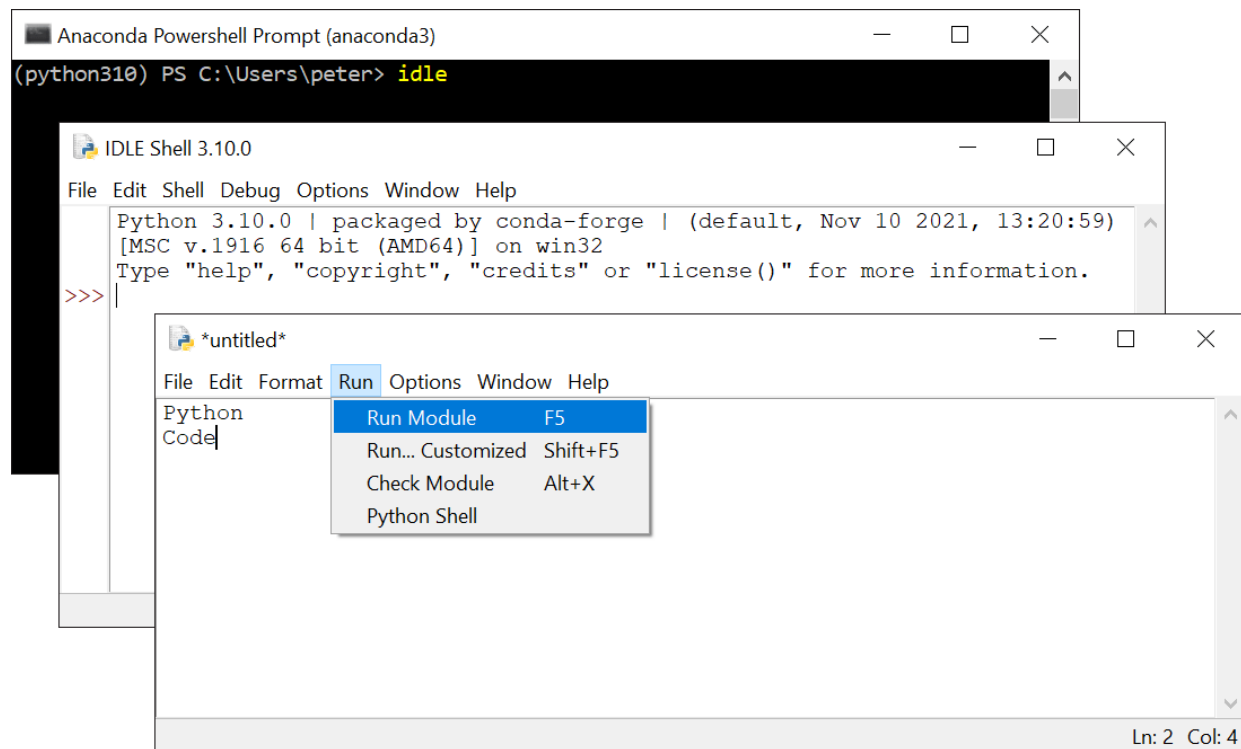 Anaconda Powershell Prompt (anaconda3)
(python310) PS C:\Users\peter> idle
IDLE Shell 3.10.0
File Edit Shell Debug Options Window Help
Python 3.10.0 | packaged by conda-forge | (default, Nov 10 2021, 13:20:59)
[MSC v.1916 64 bit (AMD64)] on win32
Type "help", "copyright", "credits" or "license()" for more information.
>>>
*untitled*
File Edit Format Run Options Window Help
Python
Code
Run Module F5
Run... Customized Shift+F5
Check Module Alt+X
Python Shell
Ln: 2 Col: 4